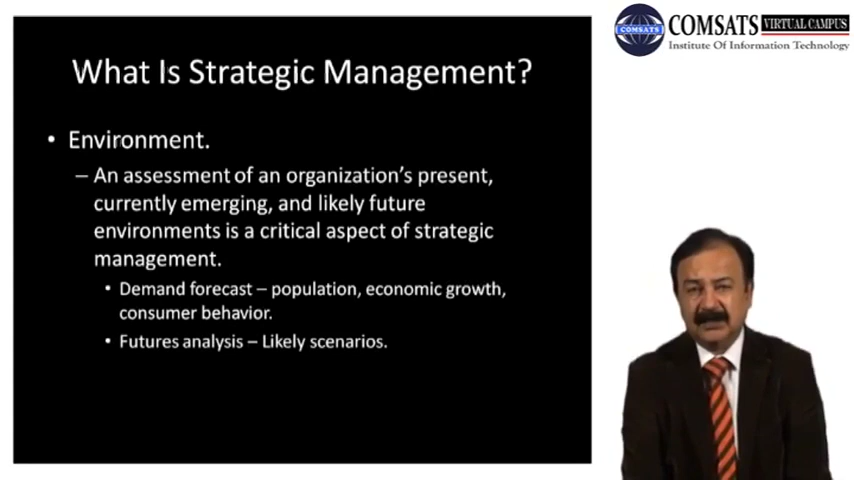 What Is Strategic Management?
• Environment.
– An assessment of an organization's present,
currently emerging, and likely future
environments is a critical aspect of strategic
management.
• Demand forecast – population, economic growth,
consumer behavior.
• Futures analysis – Likely scenarios.
COMSATS
COMSATS VIRTUAL CAMPUS
Institute Of Information Technology